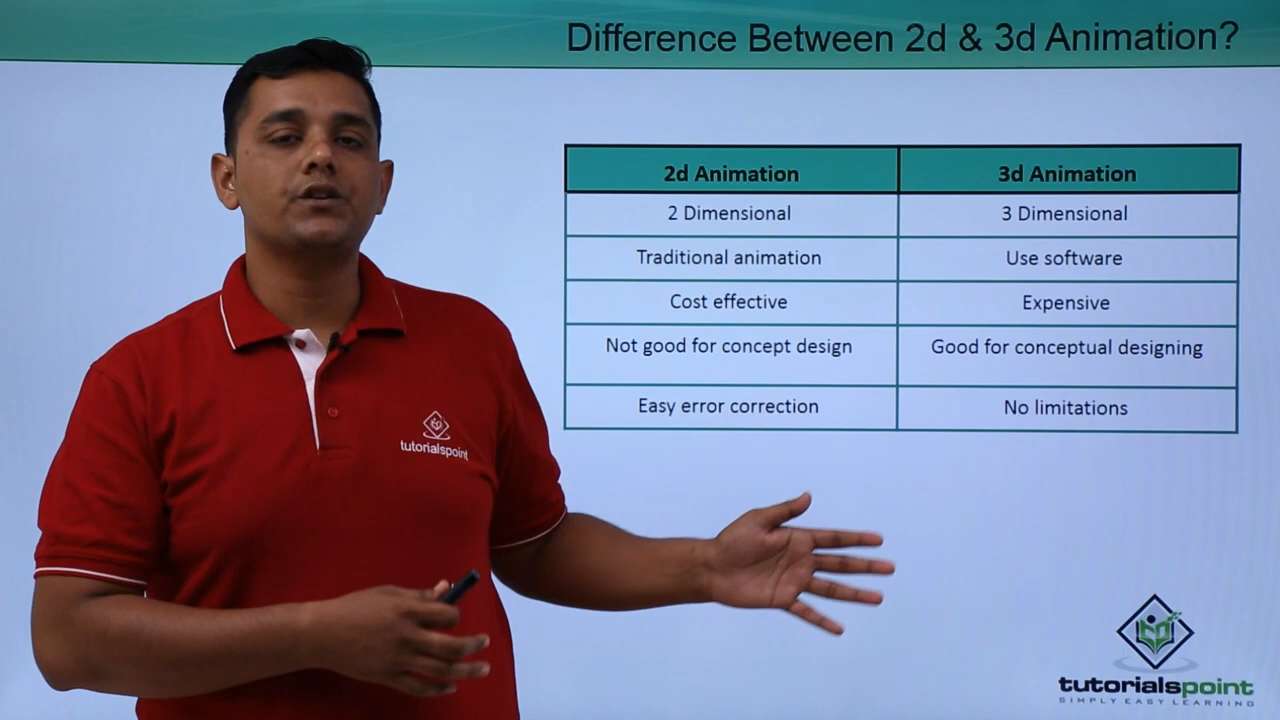 Difference Between 2d & 3d Animation?
2d Animation 3d Animation
2 Dimensional 3 Dimensional
Traditional animation Use software
Cost effective Expensive
Not good for concept design Good for conceptual designing
Easy error correction No limitations
tutorialspoint
tutorialspoint
SIMPLY EASY LEARNING